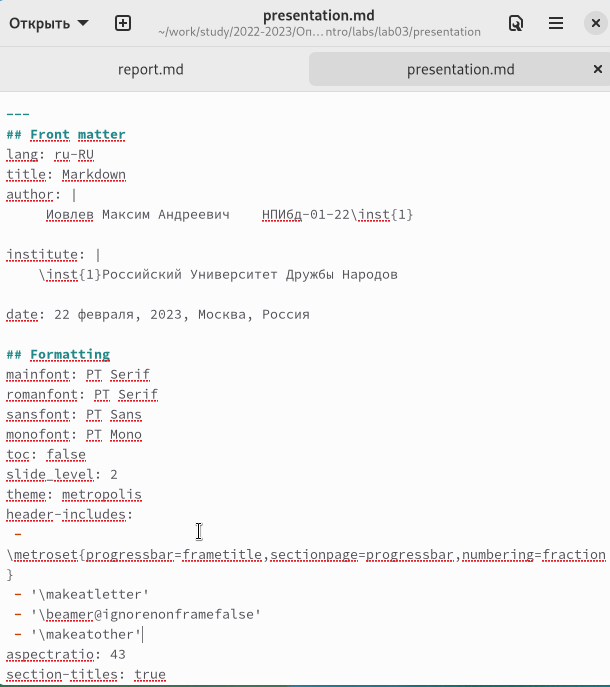 Открыть
presentation.md
~/work/study/2022-2023/Оп…ntro/labs/lab03/presentation
report.md
presentation.md
---
## Front matter
lang: ru-RU
title: Markdown
author: |
Иовлев Максим Андреевич    НПИбд-01-22\inst{1}
institute: |
\inst{1}Российский Университет Дружбы Народов
date: 22 февраля, 2023, Москва, Россия
## Formatting
mainfont: PT Serif
romanfont: PT Serif
sansfont: PT Sans
monofont: PT Mono
toc: false
slide_level: 2
theme: metropolis
header-includes:
-
\metroset{progressbar=frametitle,sectionpage=progressbar,numbering=fraction
}
- '\makeatletter'
- '\beamer@ignorenonframefalse'
- '\makeatother'
aspectratio: 43
section-titles: true